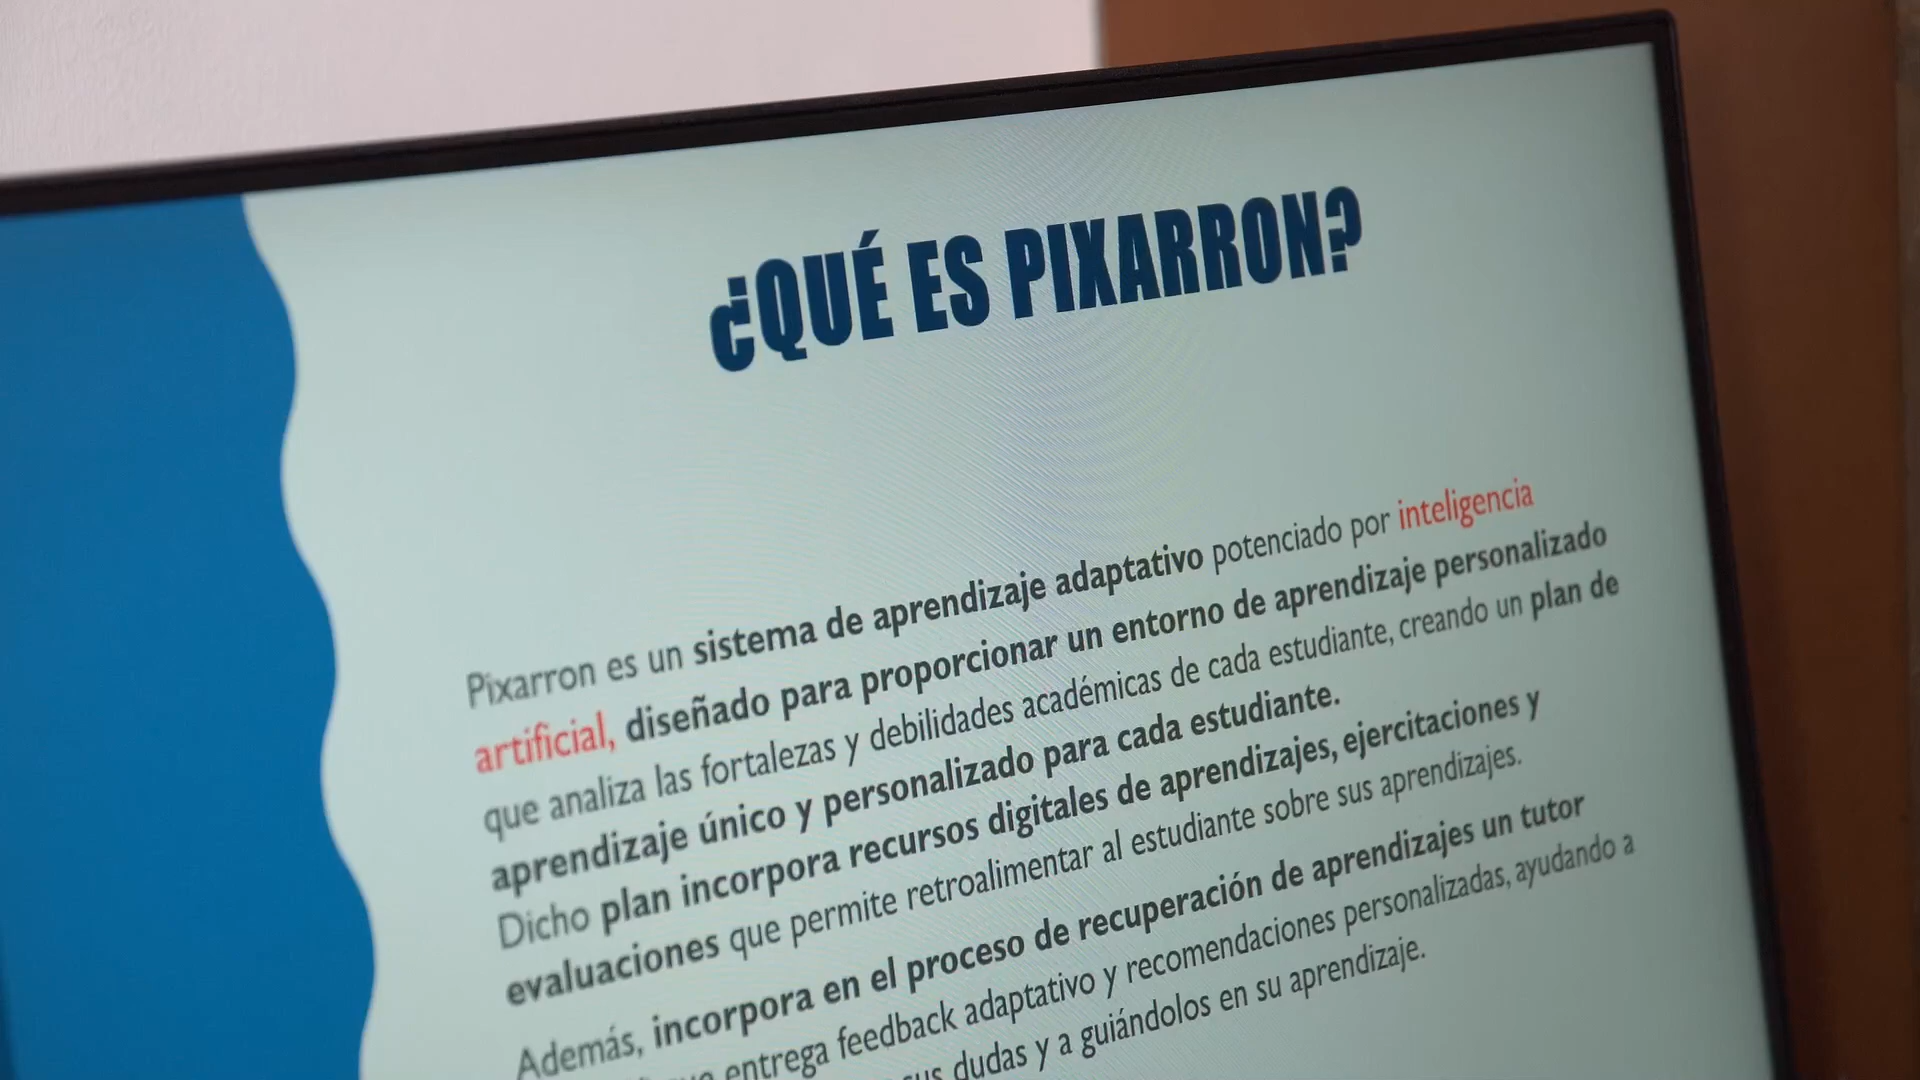 ¿QUÉ ES PIXARRON?
Pixarron es un sistema de aprendizaje adaptativo potenciado por inteligencia
artificial, diseñado para proporcionar un entorno de aprendizaje personalizado
que analiza las fortalezas y debilidades académicas de cada estudiante, creando un plan de
aprendizaje único y personalizado para cada estudiante.
Dicho plan incorpora recursos digitales de aprendizajes, ejercitaciones y
evaluaciones que permite retroalimentar al estudiante sobre sus aprendizajes.
Además, incorpora en el proceso de recuperación de aprendizajes un tutor
entrega feedback adaptativo y recomendaciones personalizadas, ayudando a
sus dudas y a guiándolos en su aprendizaje.